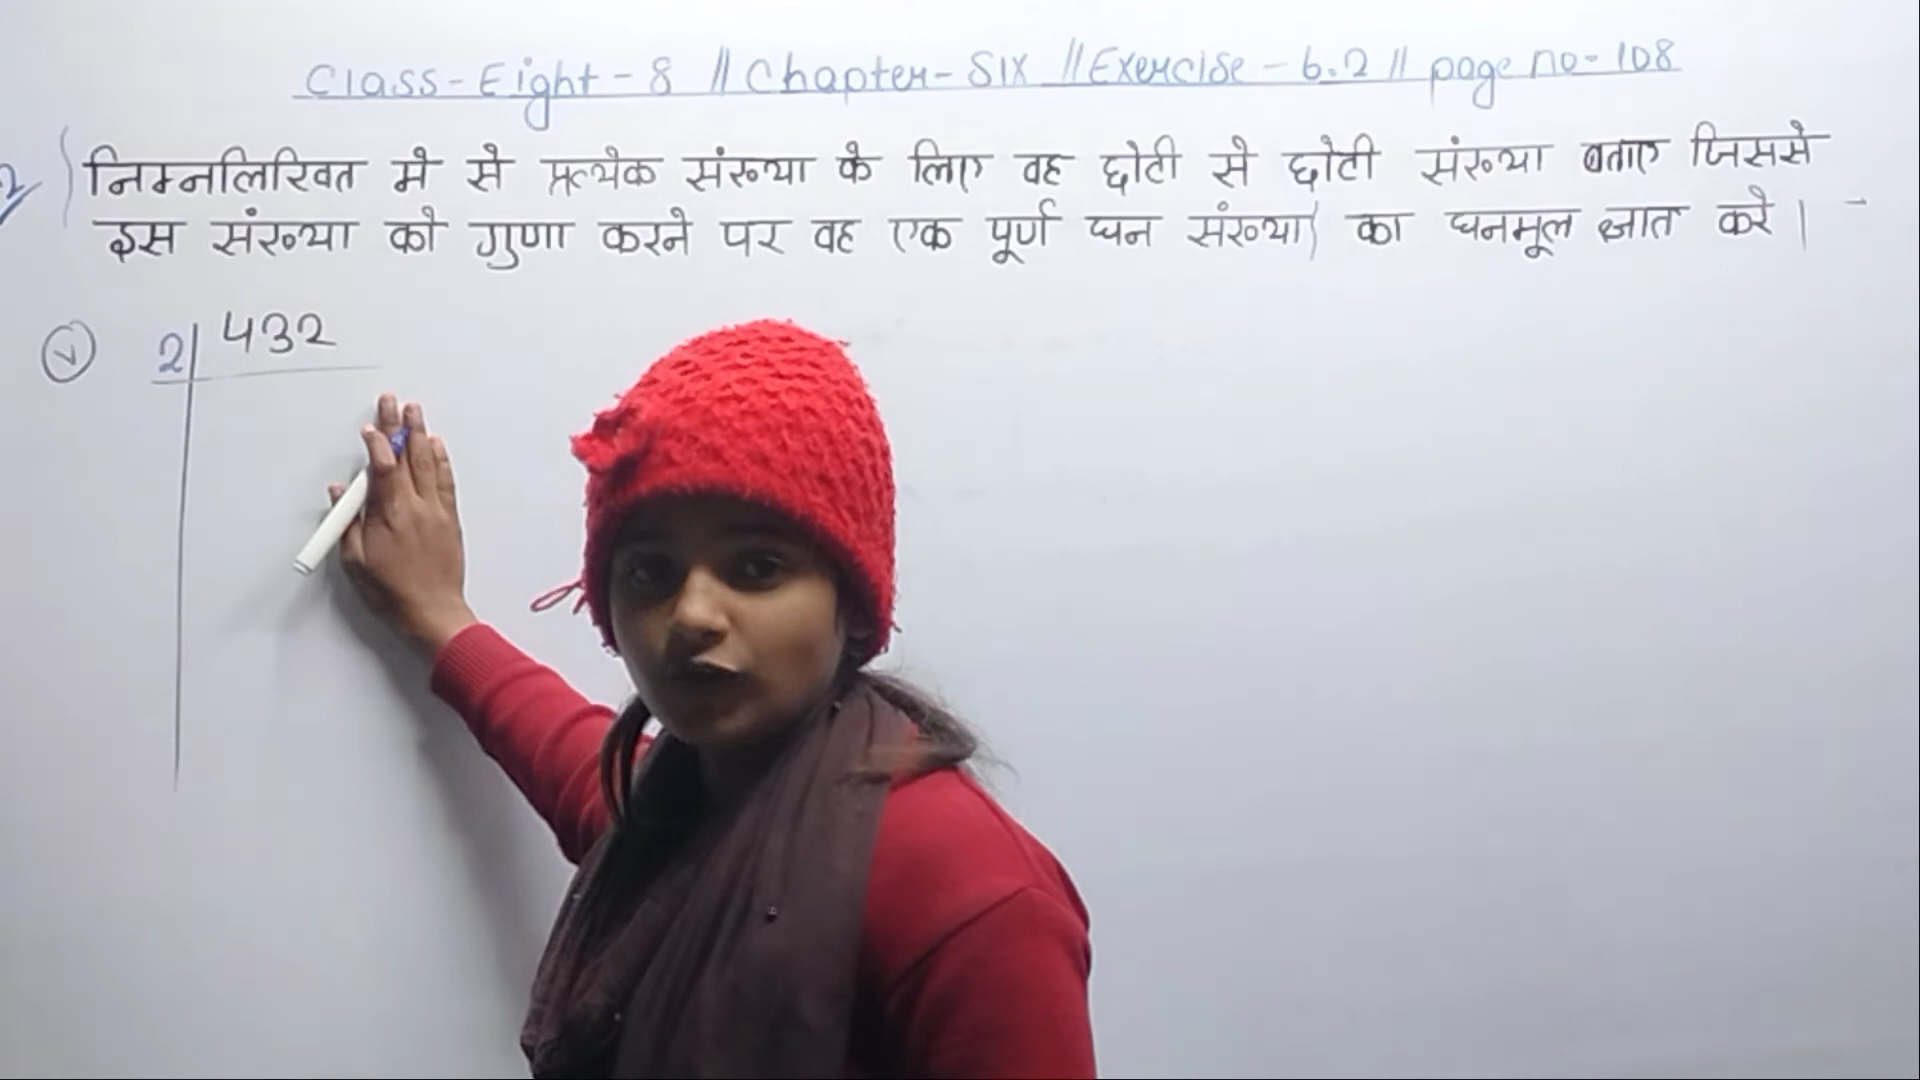 Class-Eight-8 || Chapter-SIX || Exercise-6.2 || page no-108
2) निम्नलिखित मे से प्रत्येक संख्या के लिए वह छोटी से छोटी संख्या बताए जिससे
इस संख्या को गुणा करने पर वह एक पूर्ण घन संख्या) का घनमूल ज्ञात करे।
v 2| 432